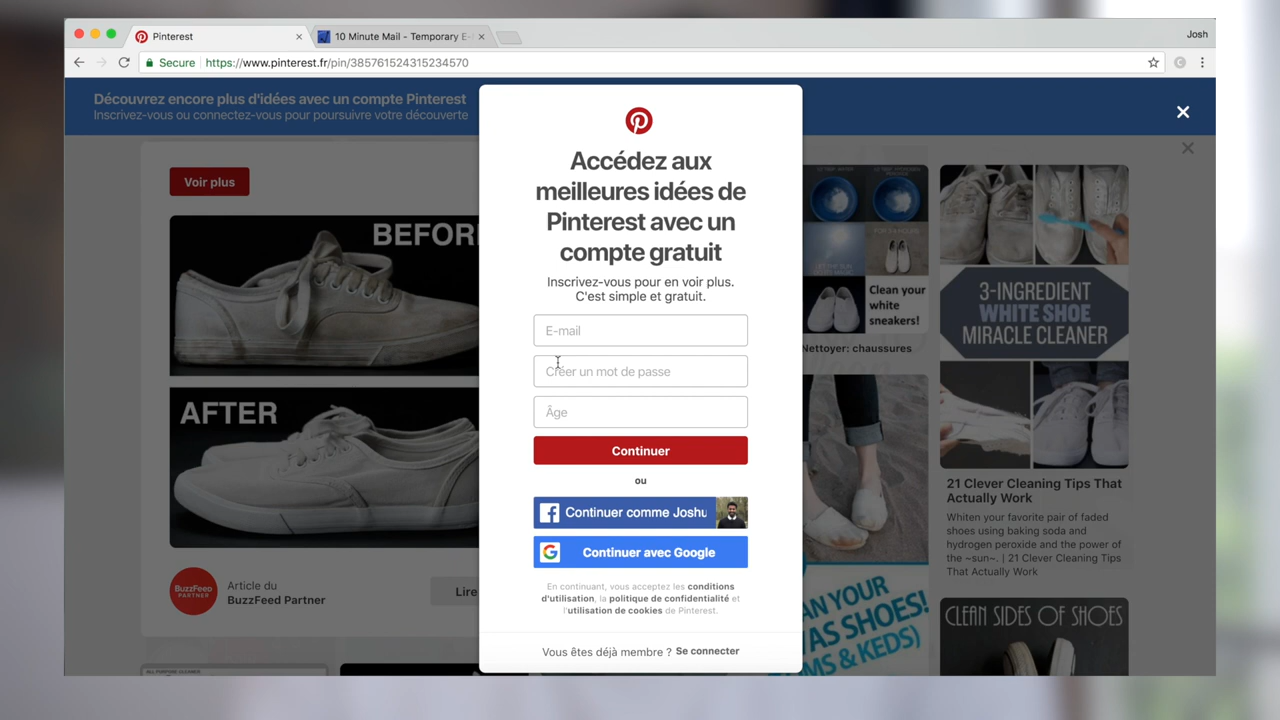 Pinterest
10 Minute Mail - Temporary E-
Josh
Secure
https://www.pinterest.fr/pin/385761524315234570
Découvrez encore plus d'idées avec un compte Pinterest
Inscrivez-vous ou connectez-vous pour poursuivre votre découverte
Voir plus
BEFOR
AFTER
BuzzFeed
PARTNER
Article du
BuzzFeed Partner
Lire
Accédez aux
meilleures idées de
Pinterest avec un
compte gratuit
Inscrivez-vous pour en voir plus.
C'est simple et gratuit.
E-mail
Créer un mot de passe
Âge
Continuer
ou
Continuer comme Joshu
Continuer avec Google
En continuant, vous acceptez les conditions
d'utilisation, la politique de confidentialité et
l'utilisation de cookies de Pinterest.
Vous êtes déjà membre ? Se connecter
Clean your
white
sneakers!
Nettoyer: chaussures
AN YOUR
AS SHOES!
MS & KEDS)
3-INGREDIENT
WHITE SHOE
MIRACLE CLEANER
21 Clever Cleaning Tips That
Actually Work
Whiten your favorite pair of faded
shoes using baking soda and
hydrogen peroxide and the power of
the ~sun~. | 21 Clever Cleaning Tips
That Actually Work
CLEAN SIDES OF SHOES